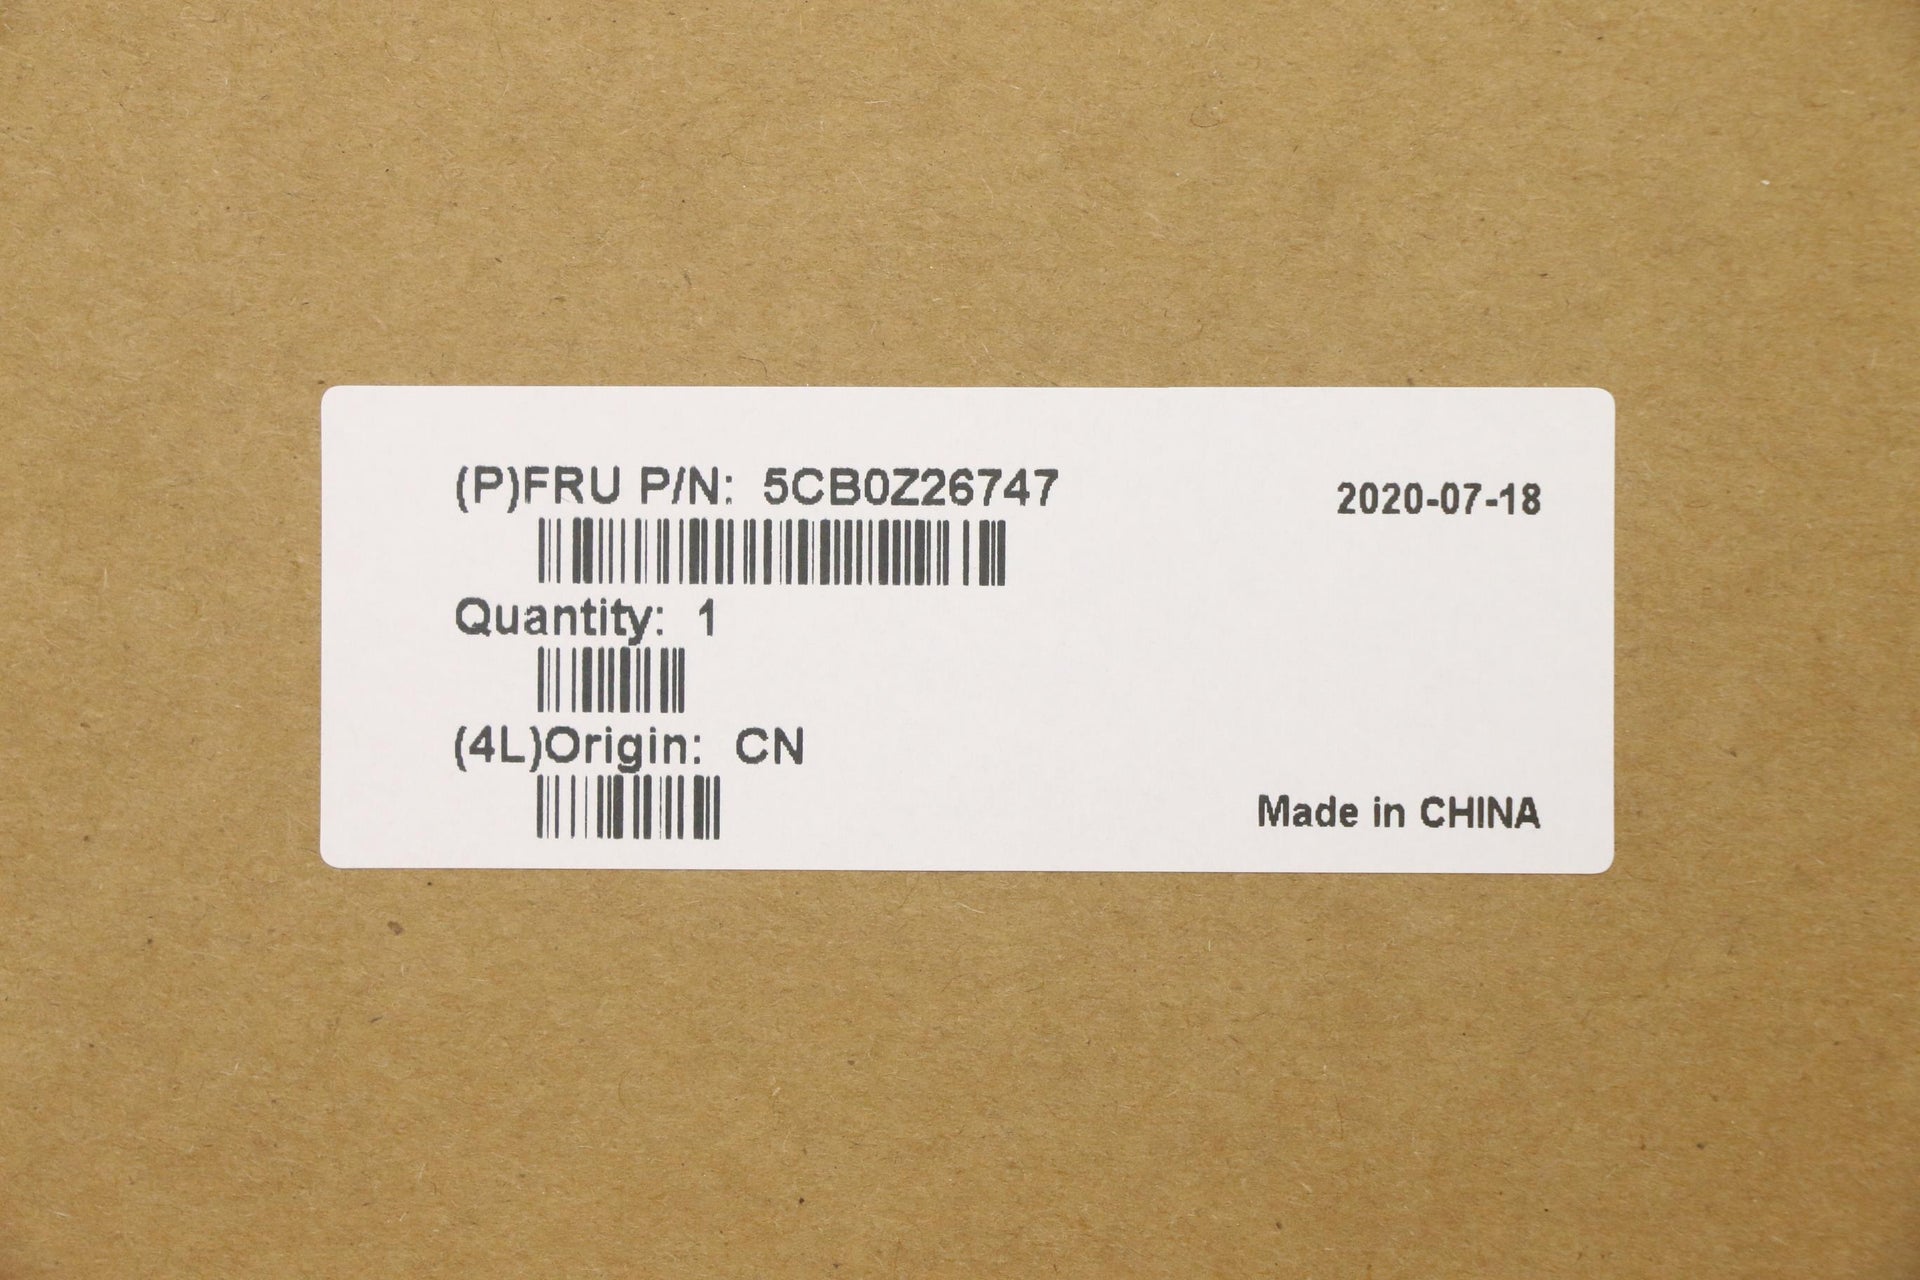 (P)FRU P/N: 5CB0Z26747
2020-07-18
Quantity: 1
(4L)Origin: CN
Made in CHINA